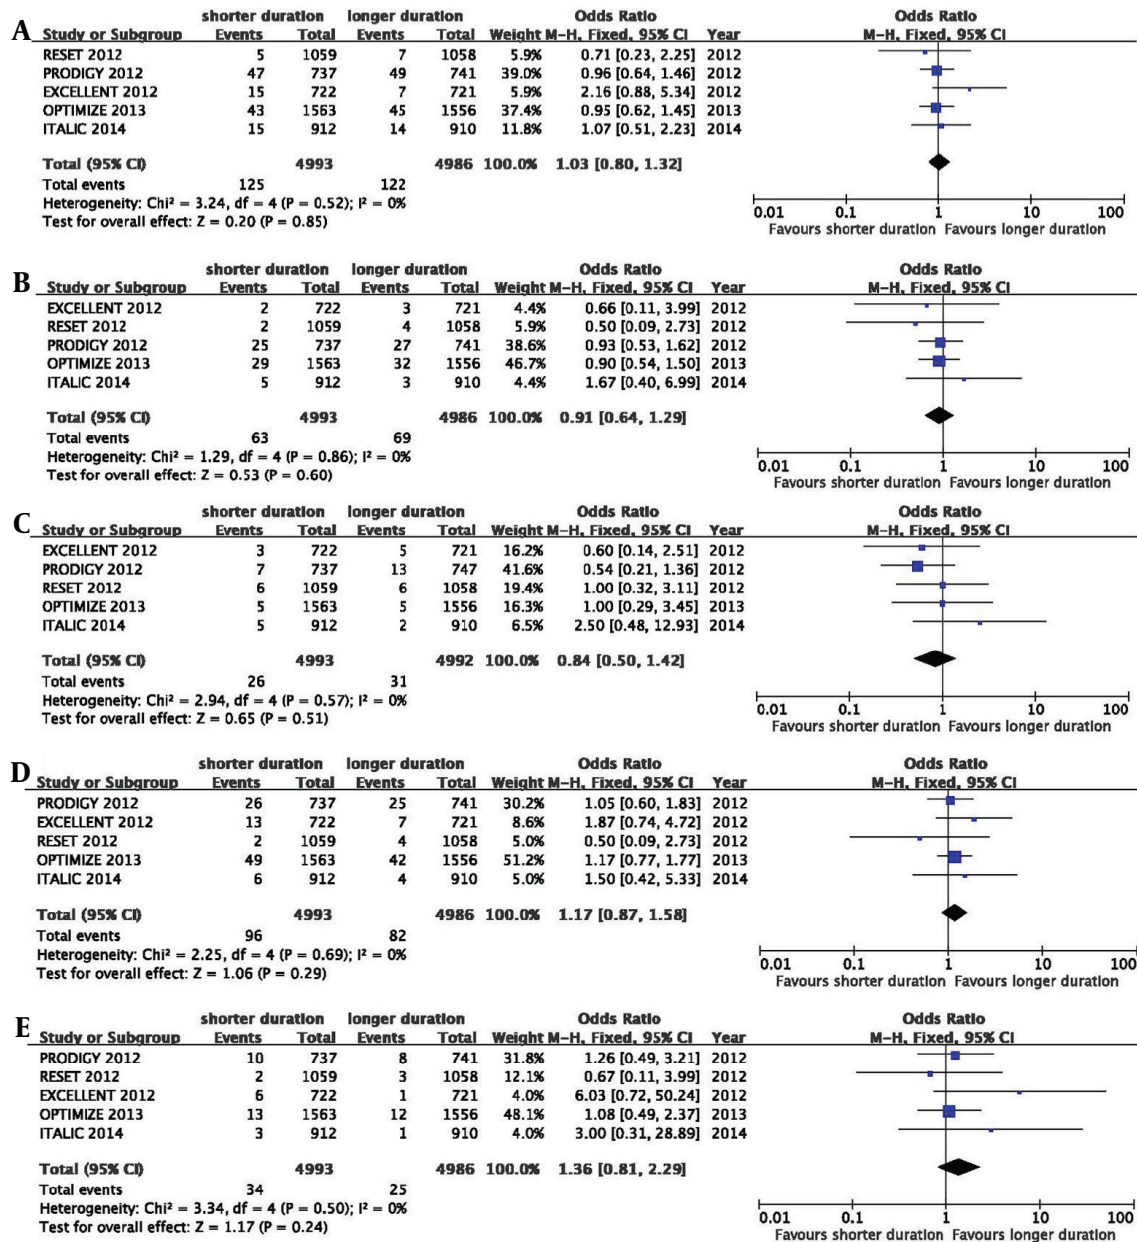 A
shorter duration longer duration Odds Ratio Odds Ratio
Study or Subgroup Events Total Events Total Weight M-H, Fixed, 95% CI Year M-H, Fixed, 95% CI
RESET 2012 5 1059 7 1058 5.9% 0.71 [0.23, 2.25] 2012
PRODIGY 2012 47 737 49 741 39.0% 0.96 [0.64, 1.46] 2012
EXCELLENT 2012 15 722 7 721 5.9% 2.16 [0.88, 5.34] 2012
OPTIMIZE 2013 43 1563 45 1556 37.4% 0.95 [0.62, 1.45] 2013
ITALIC 2014 15 912 14 910 11.8% 1.07 [0.51, 2.23] 2014
Total (95% CI) 4993 4986 100.0% 1.03 [0.80, 1.32]
Total events 125 122
Heterogeneity: Chi² = 3.24, df = 4 (P = 0.52); I² = 0%
Test for overall effect: Z = 0.20 (P = 0.85)
0.01 0.1 1 10 100
Favours shorter duration Favours longer duration
B
shorter duration longer duration Odds Ratio Odds Ratio
Study or Subgroup Events Total Events Total Weight M-H, Fixed, 95% CI Year M-H, Fixed, 95% CI
EXCELLENT 2012 2 722 3 721 4.4% 0.66 [0.11, 3.99] 2012
RESET 2012 2 1059 4 1058 5.9% 0.50 [0.09, 2.73] 2012
PRODIGY 2012 25 737 27 741 38.6% 0.93 [0.53, 1.62] 2012
OPTIMIZE 2013 29 1563 32 1556 46.7% 0.90 [0.54, 1.50] 2013
ITALIC 2014 5 912 3 910 4.4% 1.67 [0.40, 6.99] 2014
Total (95% CI) 4993 4986 100.0% 0.91 [0.64, 1.29]
Total events 63 69
Heterogeneity: Chi² = 1.29, df = 4 (P = 0.86); I² = 0%
Test for overall effect: Z = 0.53 (P = 0.60)
0.01 0.1 1 10 100
Favours shorter duration Favours longer duration
C
shorter duration longer duration Odds Ratio Odds Ratio
Study or Subgroup Events Total Events Total Weight M-H, Fixed, 95% CI Year M-H, Fixed, 95% CI
EXCELLENT 2012 3 722 5 721 16.2% 0.60 [0.14, 2.51] 2012
PRODIGY 2012 7 737 13 747 41.6% 0.54 [0.21, 1.36] 2012
RESET 2012 6 1059 6 1058 19.4% 1.00 [0.32, 3.11] 2012
OPTIMIZE 2013 5 1563 5 1556 16.3% 1.00 [0.29, 3.45] 2013
ITALIC 2014 5 912 2 910 6.5% 2.50 [0.48, 12.93] 2014
Total (95% CI) 4993 4992 100.0% 0.84 [0.50, 1.42]
Total events 26 31
Heterogeneity: Chi² = 2.94, df = 4 (P = 0.57); I² = 0%
Test for overall effect: Z = 0.65 (P = 0.51)
0.01 0.1 1 10 100
Favours shorter duration Favours longer duration
D
shorter duration longer duration Odds Ratio Odds Ratio
Study or Subgroup Events Total Events Total Weight M-H, Fixed, 95% CI Year M-H, Fixed, 95% CI
PRODIGY 2012 26 737 25 741 30.2% 1.05 [0.60, 1.83] 2012
EXCELLENT 2012 13 722 7 721 8.6% 1.87 [0.74, 4.72] 2012
RESET 2012 2 1059 4 1058 5.0% 0.50 [0.09, 2.73] 2012
OPTIMIZE 2013 49 1563 42 1556 51.2% 1.17 [0.77, 1.77] 2013
ITALIC 2014 6 912 4 910 5.0% 1.50 [0.42, 5.33] 2014
Total (95% CI) 4993 4986 100.0% 1.17 [0.87, 1.58]
Total events 96 82
Heterogeneity: Chi² = 2.25, df = 4 (P = 0.69); I² = 0%
Test for overall effect: Z = 1.06 (P = 0.29)
0.01 0.1 1 10 100
Favours shorter duration Favours longer duration
E
shorter duration longer duration Odds Ratio Odds Ratio
Study or Subgroup Events Total Events Total Weight M-H, Fixed, 95% CI Year M-H, Fixed, 95% CI
PRODIGY 2012 10 737 8 741 31.8% 1.26 [0.49, 3.21] 2012
RESET 2012 2 1059 3 1058 12.1% 0.67 [0.11, 3.99] 2012
EXCELLENT 2012 6 722 1 721 4.0% 6.03 [0.72, 50.24] 2012
OPTIMIZE 2013 13 1563 12 1556 48.1% 1.08 [0.49, 2.37] 2013
ITALIC 2014 3 912 1 910 4.0% 3.00 [0.31, 28.89] 2014
Total (95% CI) 4993 4986 100.0% 1.36 [0.81, 2.29]
Total events 34 25
Heterogeneity: Chi² = 3.34, df = 4 (P = 0.50); I² = 0%
Test for overall effect: Z = 1.17 (P = 0.24)
0.01 0.1 1 10 100
Favours shorter duration Favours longer duration